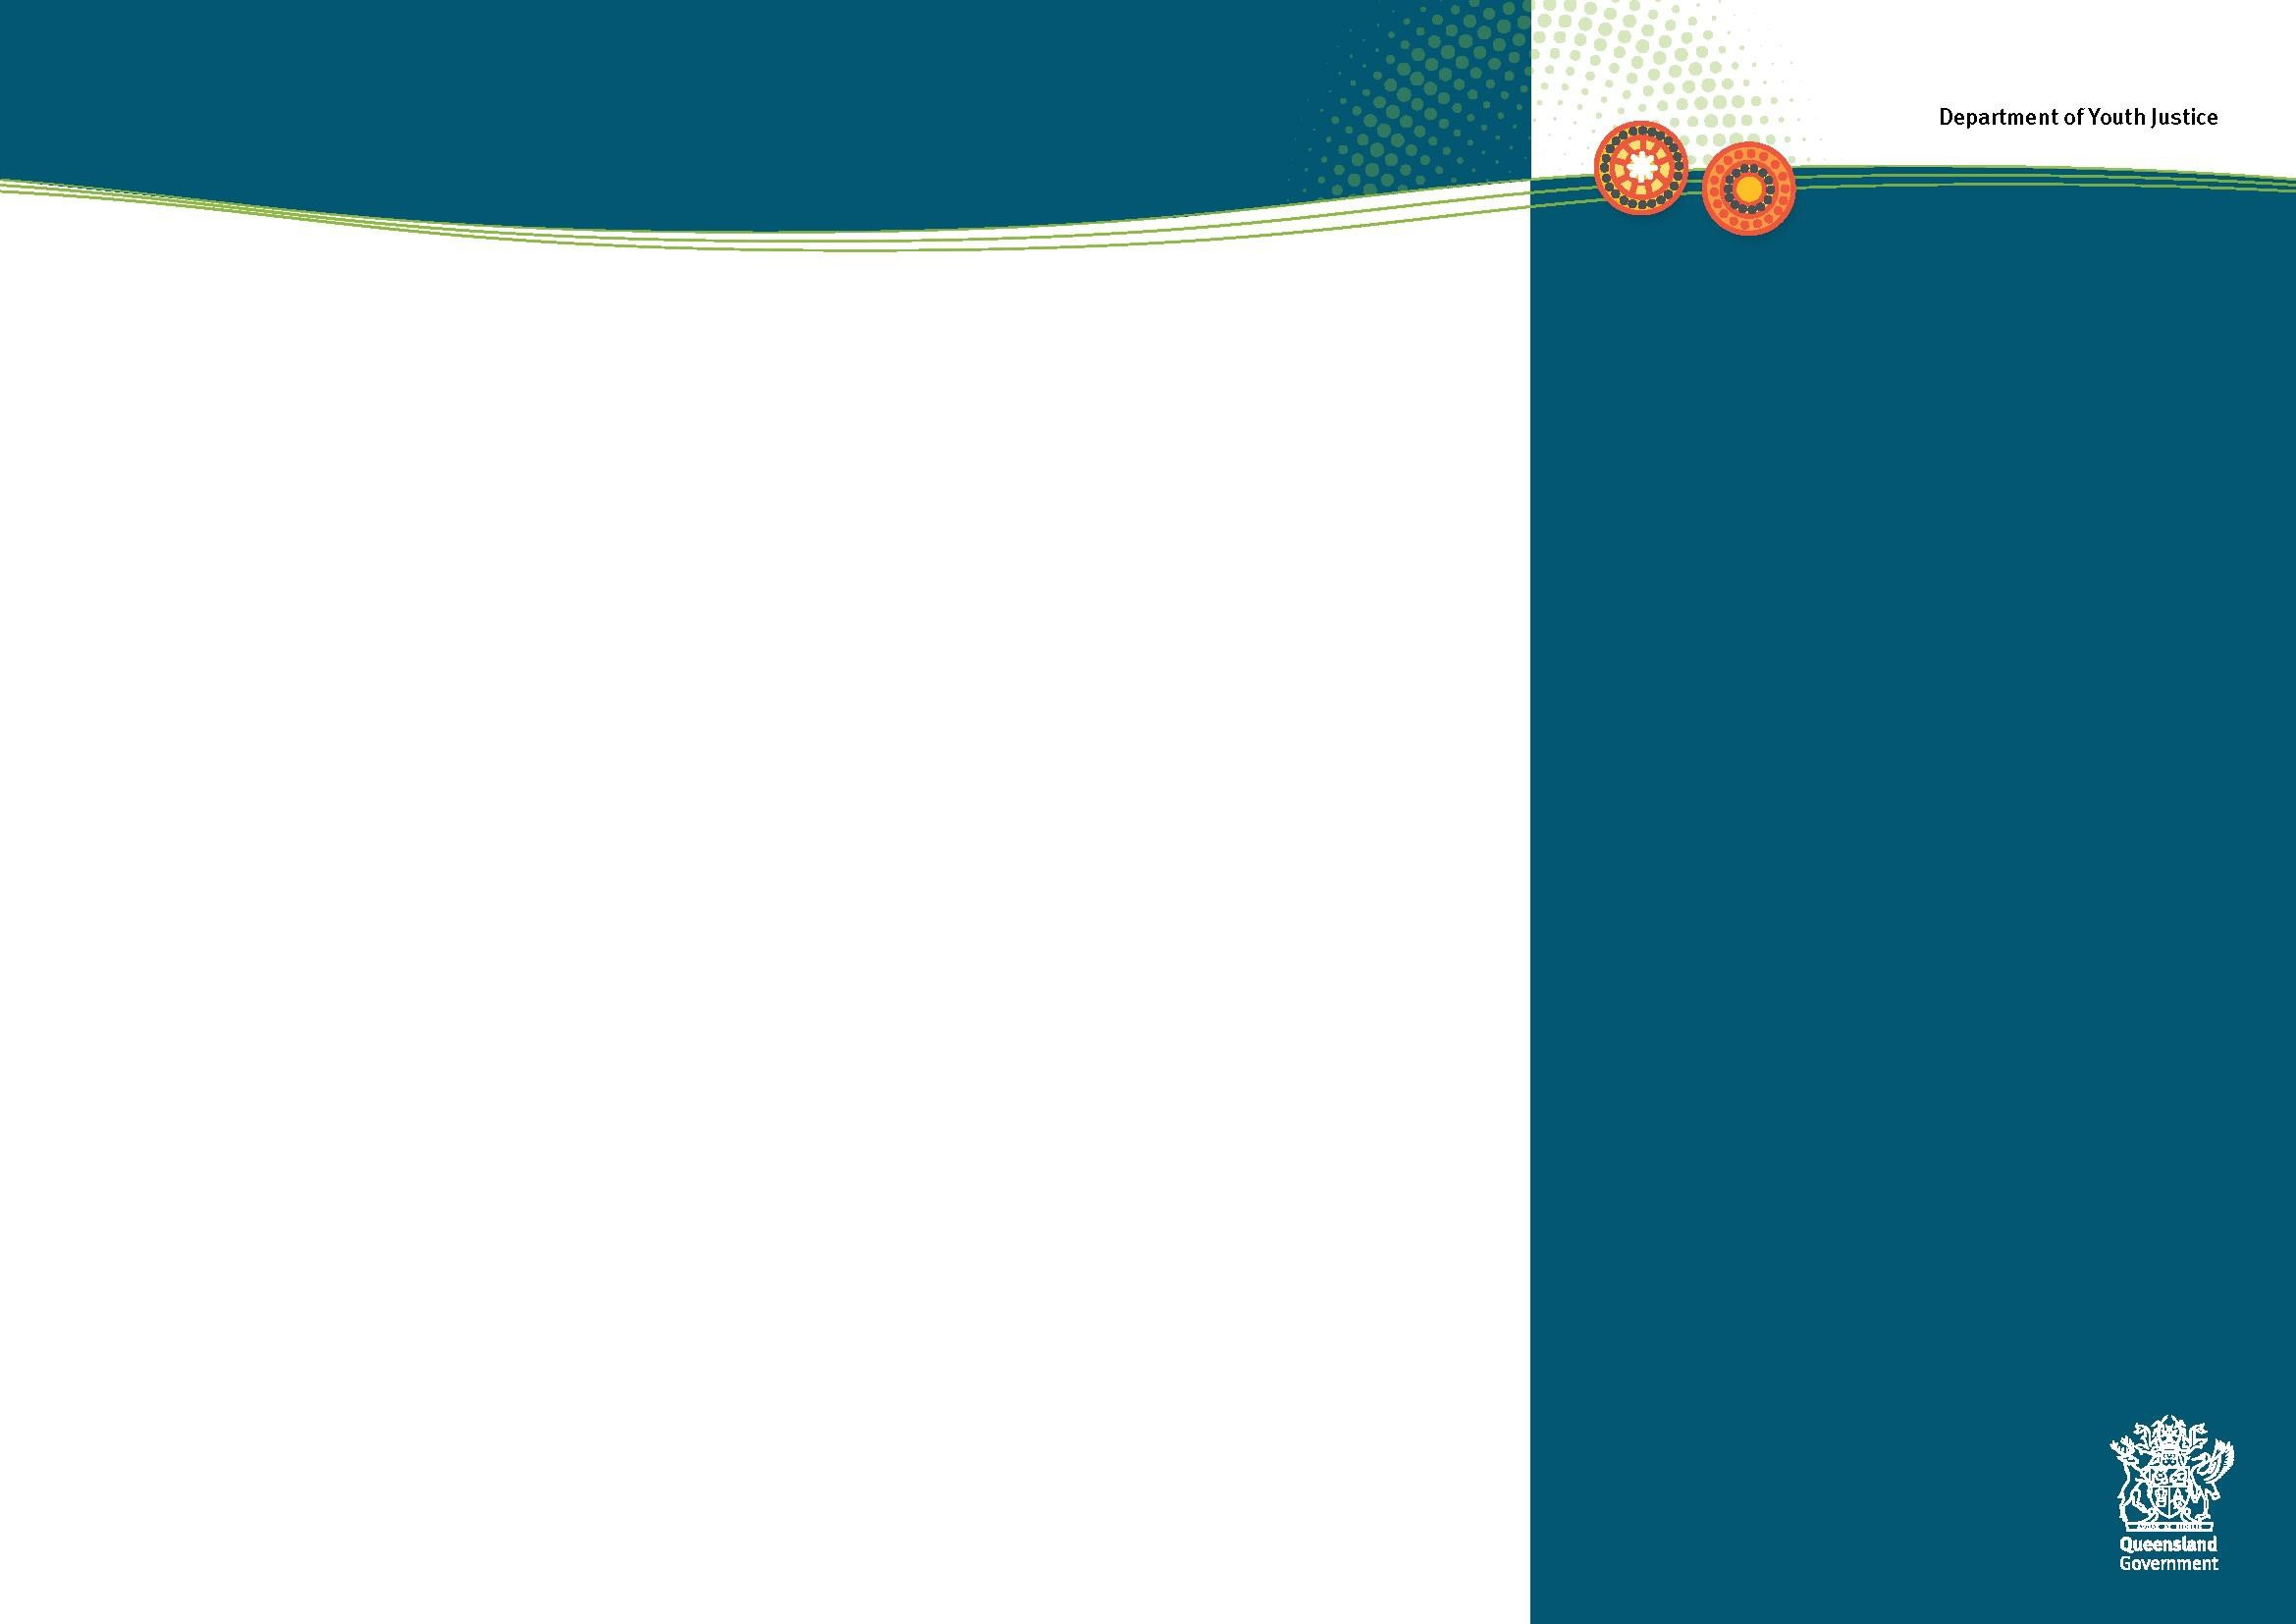 Department of Youth Justice
Queensland
Government